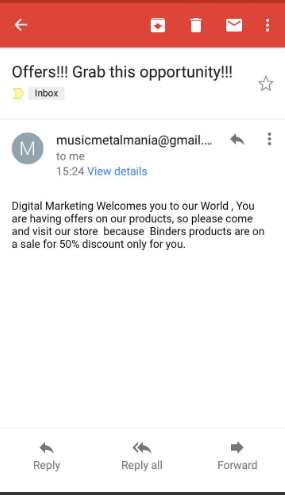 Offers!!! Grab this opportunity!!!
Inbox
M
musicmetalmania@gmail....
to me
15:24 View details
Digital Marketing Welcomes you to our World , You
are having offers on our products, so please come
and visit our store because Binders products are on
a sale for 50% discount only for you.
Reply
Reply all
Forward